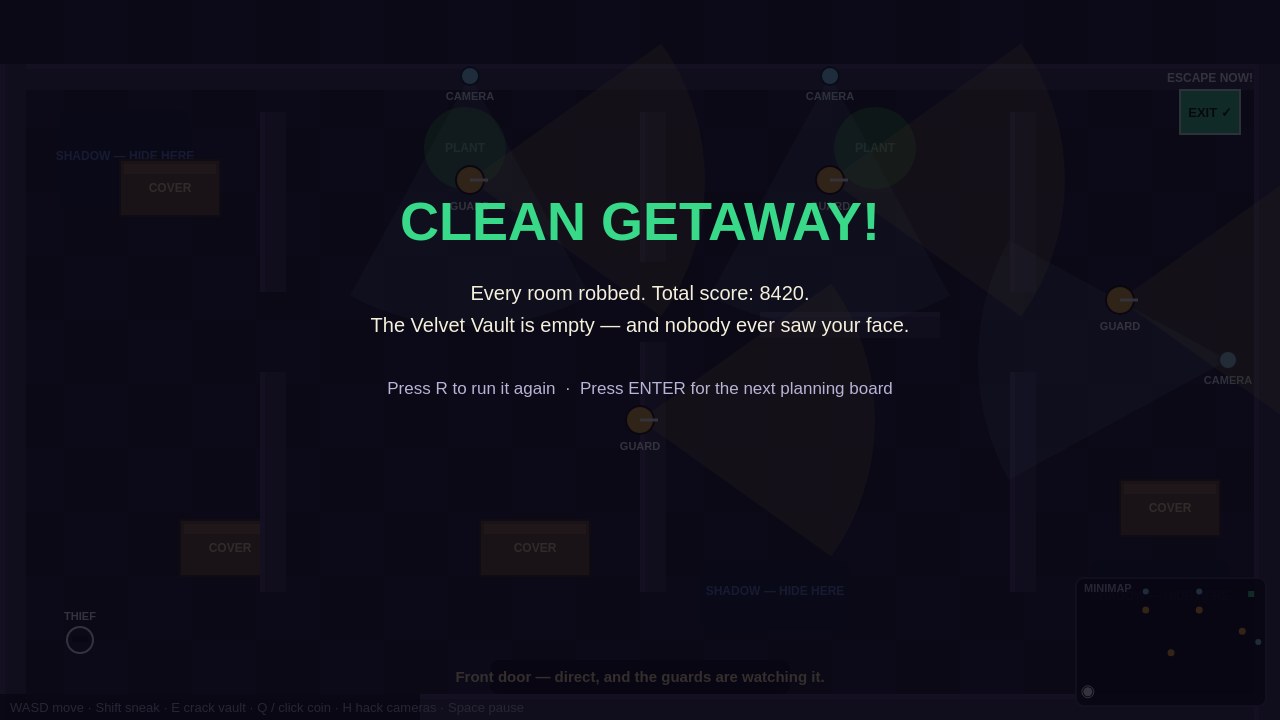 ESCAPE NOW!
CAMERA
CAMERA
EXIT ✓
PLANT
PLANT
SHADOW — HIDE HERE
COVER
GUARD
GUARD
CLEAN GETAWAY!
Every room robbed. Total score: 8420.
The Velvet Vault is empty — and nobody ever saw your face.
GUARD
CAMERA
Press R to run it again · Press ENTER for the next planning board
GUARD
COVER
COVER
COVER
SHADOW — HIDE HERE
MINIMAP
THIEF
Front door — direct, and the guards are watching it.
WASD move · Shift sneak · E crack vault · Q / click coin · H hack cameras · Space pause